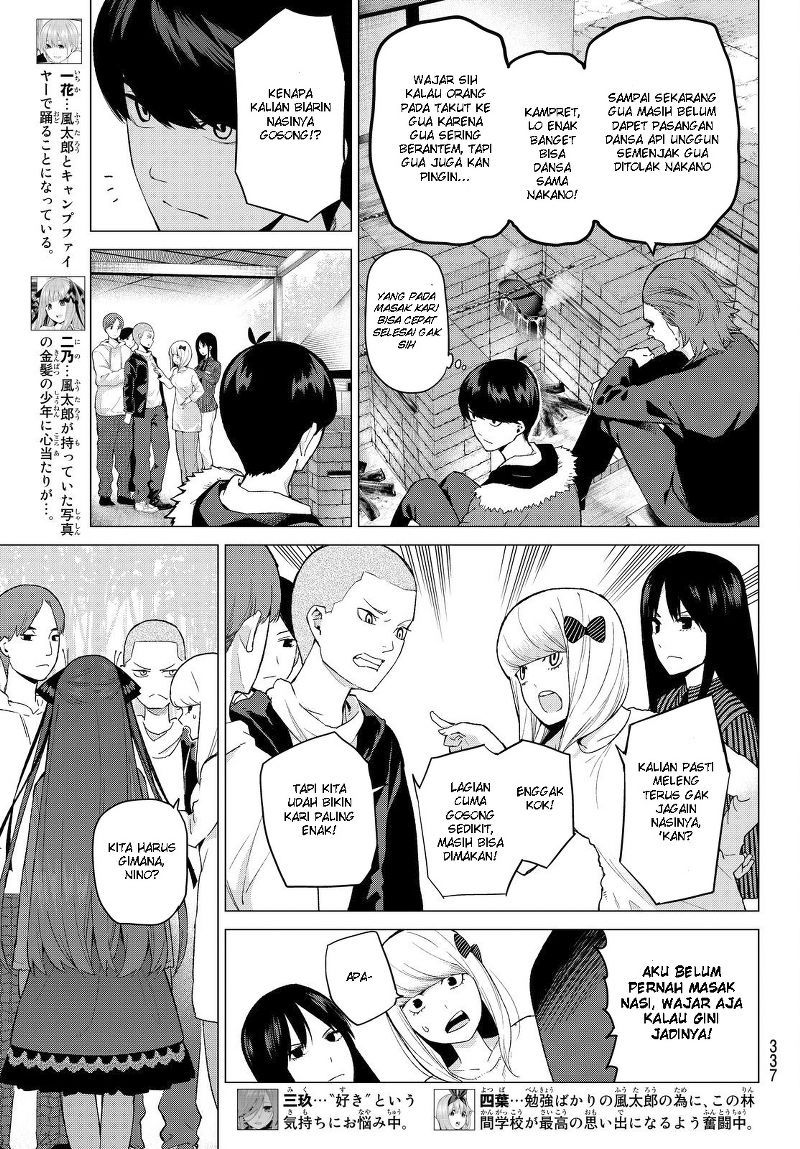 SAMPAI SEKARANG
GUA MASIH BELUM
DAPET PASANGAN
DANSA API UNGGUN
SEMENJAK GUA
DITOLAK NAKANO
KAMPRET,
LO ENAK
BANGET
BISA
DANSA
SAMA
NAKANO!
WAJAR SIH
KALAU ORANG
PADA TAKUT KE
GUA KARENA
GUA SERING
BERANTEM, TAPI
GUA JUGA KAN
PINGIN...
YANG PADA
MASAK KARI
BISA CEPAT
SELESAI GAK
SIH
KENAPA
KALIAN BIARIN
NASINYA
GOSONG!?
一花…風太郎とキャンプファイ
ヤーで踊ることになっている。
二乃…風太郎が持っていた写真
の金髪の少年に心当たりが…。
KALIAN PASTI
MELENG
TERUS GAK
JAGAIN
NASINYA,
'KAN?
ENGGAK
KOK!
LAGIAN
CUMA
GOSONG
SEDIKIT,
MASIH BISA
DIMAKAN!
TAPI KITA
UDAH BIKIN
KARI PALING
ENAK!
KITA HARUS
GIMANA,
NINO?
AKU BELUM
PERNAH MASAK
NASI, WAJAR AJA
KALAU GINI
JADINYA!
APA-
337
三玖…“好き”という
気持ちにお悩み中。
四葉…勉強ばかりの風太郎の為に、この林
間学校が最高の思い出になるよう奮闘中。